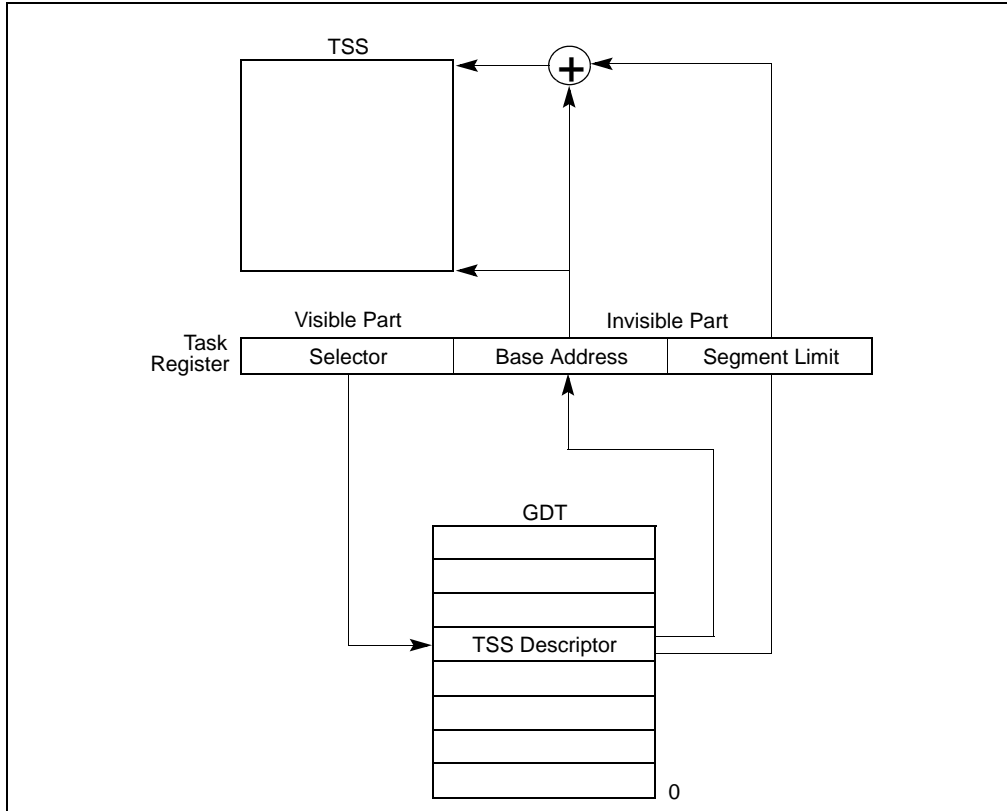 TSS
+
Visible Part
Invisible Part
Task
Register
Selector
Base Address
Segment Limit
GDT
TSS Descriptor
0